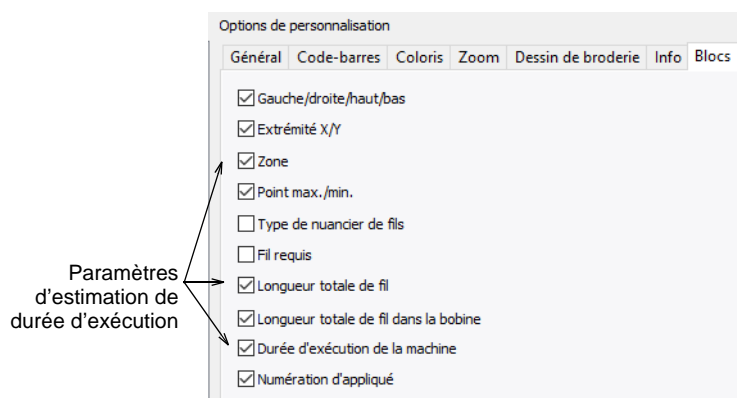 Options de personnalisation
Général Code-barres Coloris Zoom Dessin de broderie Info Blocs
Gauche/droite/haut/bas
Extrémité X/Y
Zone
Point max./min.
Type de nuancier de fils
Fil requis
Longueur totale de fil
Longueur totale de fil dans la bobine
Durée d'exécution de la machine
Numération d'appliqué
Paramètres
d'estimation de
durée d'exécution